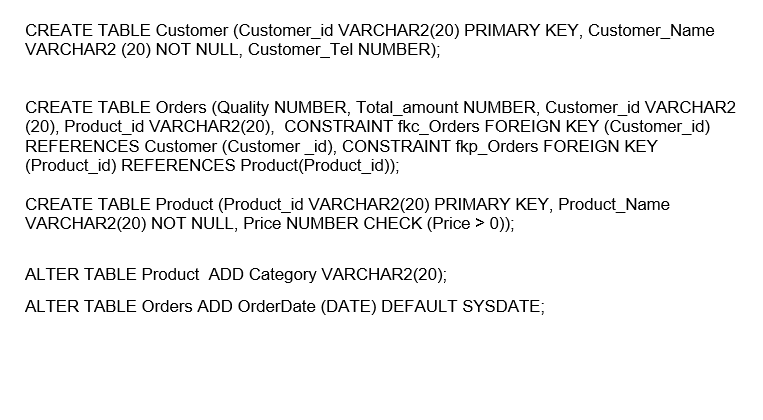 CREATE TABLE Customer (Customer_id VARCHAR2(20) PRIMARY KEY, Customer_Name
VARCHAR2 (20) NOT NULL, Customer_Tel NUMBER);
CREATE TABLE Orders (Quality NUMBER, Total_amount NUMBER, Customer_id VARCHAR2
(20), Product_id VARCHAR2(20),  CONSTRAINT fkc_Orders FOREIGN KEY (Customer_id)
REFERENCES Customer (Customer _id), CONSTRAINT fkp_Orders FOREIGN KEY
(Product_id) REFERENCES Product(Product_id));
CREATE TABLE Product (Product_id VARCHAR2(20) PRIMARY KEY, Product_Name
VARCHAR2(20) NOT NULL, Price NUMBER CHECK (Price > 0));
ALTER TABLE Product  ADD Category VARCHAR2(20);
ALTER TABLE Orders ADD OrderDate (DATE) DEFAULT SYSDATE;